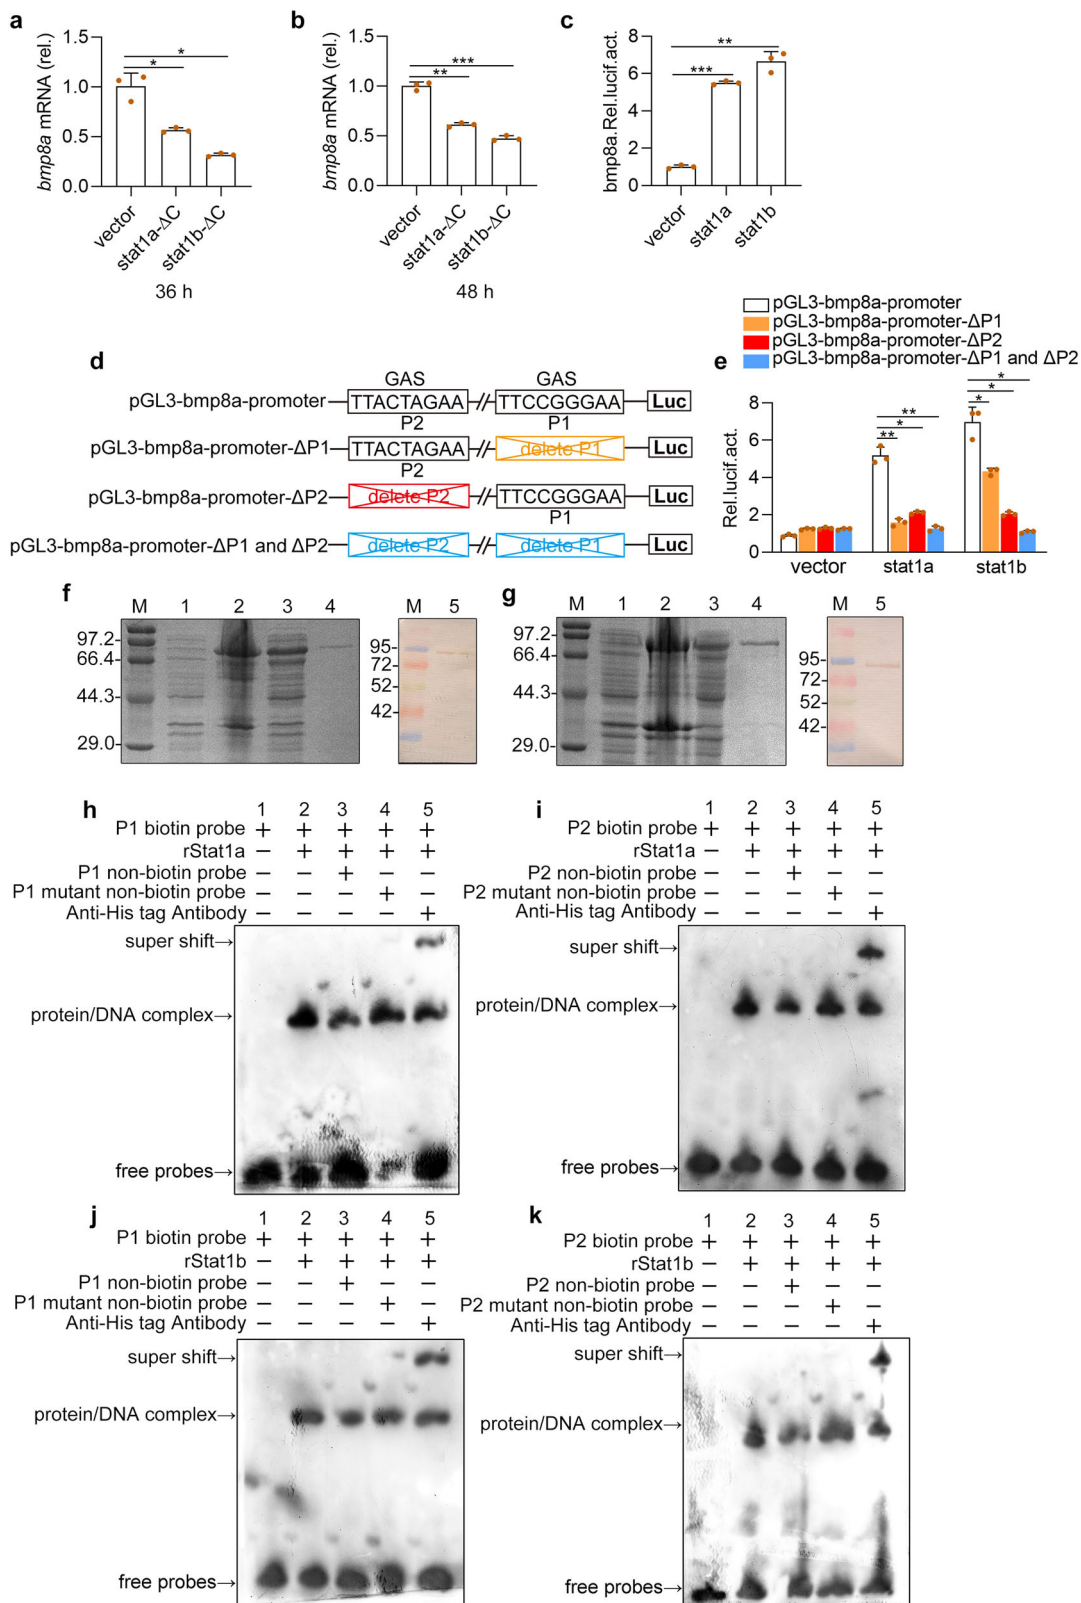 a
bmp8a mRNA (rel.)
1.5
1.0
0.5
0.0
*
*
vector
stat1a-ΔC
stat1b-ΔC
36 h
b
bmp8a mRNA (rel.)
1.5
1.0
0.5
0.0
***
**
vector
stat1a-ΔC
stat1b-ΔC
48 h
c
bmp8a.Rel.lucif.act.
8
6
4
2
0
**
***
vector
stat1a
stat1b
d
GAS GAS
pGL3-bmp8a-promoter TTACTAGAA // TTCCGGGAA Luc
P2 P1
pGL3-bmp8a-promoter-ΔP1 TTACTAGAA // delete P1 Luc
P2
pGL3-bmp8a-promoter-ΔP2 delete P2 // TTCCGGGAA Luc
P1
pGL3-bmp8a-promoter-ΔP1 and ΔP2 delete P2 // delete P1 Luc
pGL3-bmp8a-promoter
pGL3-bmp8a-promoter-ΔP1
pGL3-bmp8a-promoter-ΔP2
pGL3-bmp8a-promoter-ΔP1 and ΔP2
e
Rel.lucif.act.
8
6
4
2
0
**
*
**
*
*
*
vector stat1a stat1b
f
M 1 2 3 4
97.2-
66.4-
44.3-
29.0-
M 5
95-
72-
52-
42-
g
M 1 2 3 4
97.2-
66.4-
44.3-
29.0-
M 5
95-
72-
52-
42-
h
1 2 3 4 5
P1 biotin probe + + + + +
rStat1a – + + + +
P1 non-biotin probe – – + – –
P1 mutant non-biotin probe – – – + –
Anti-His tag Antibody – – – – +
super shift→
protein/DNA complex→
free probes→
i
1 2 3 4 5
P2 biotin probe + + + + +
rStat1a – + + + +
P2 non-biotin probe – – + – –
P2 mutant non-biotin probe – – – + –
Anti-His tag Antibody – – – – +
super shift→
protein/DNA complex→
free probes→
j
1 2 3 4 5
P1 biotin probe + + + + +
rStat1b – + + + +
P1 non-biotin probe – – + – –
P1 mutant non-biotin probe – – – + –
Anti-His tag Antibody – – – – +
super shift→
protein/DNA complex→
free probes→
k
1 2 3 4 5
P2 biotin probe + + + + +
rStat1b – + + + +
P2 non-biotin probe – – + – –
P2 mutant non-biotin probe – – – + –
Anti-His tag Antibody – – – – +
super shift→
protein/DNA complex→
free probes→